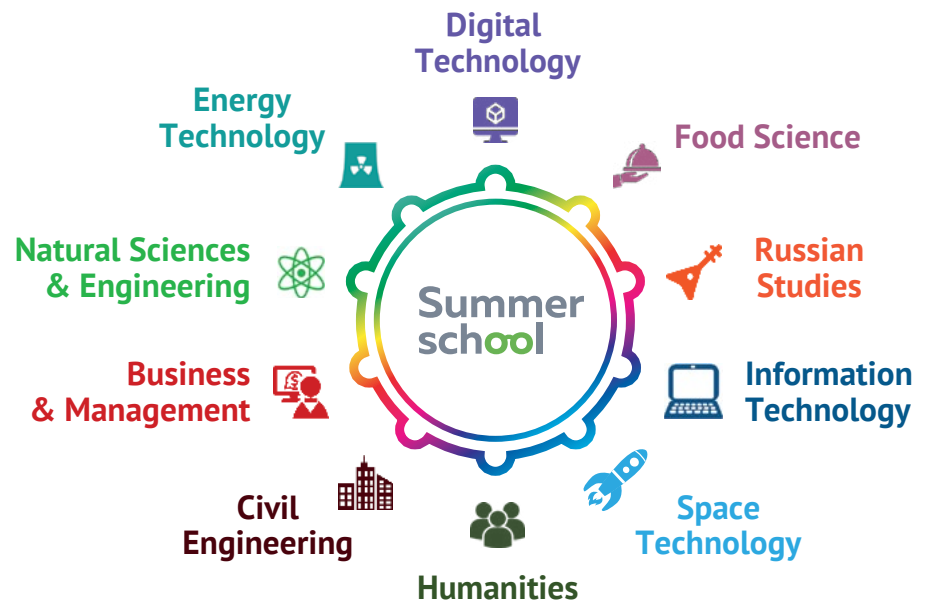 Digital
Technology
Energy
Technology
Food Science
Natural Sciences
& Engineering
Russian
Studies
Summer
school
Business
& Management
Information
Technology
Civil
Engineering
Space
Technology
Humanities